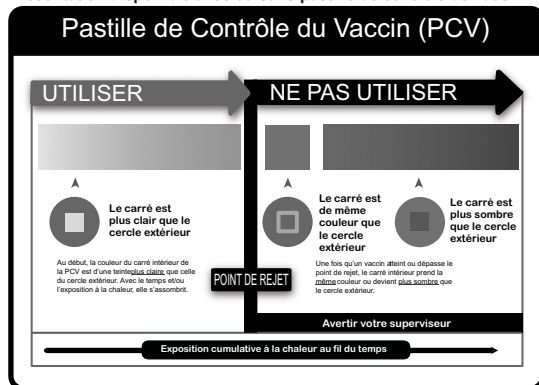 Pastille de Contrôle du Vaccin (PCV)
UTILISER
NE PAS UTILISER
Le carré est
plus clair que le
cercle extérieur
Au début, la couleur du carré intérieur de
la PCV est d'une teinte plus claire que celle
du cercle extérieur. Avec le temps et/ou
l'exposition à la chaleur, elle s'assombrit.
POINT DE REJET
Le carré est
de même
couleur que
le cercle
extérieur
Le carré est
plus sombre
que le cercle
extérieur
Une fois qu'un vaccin atteint ou dépasse le
point de rejet, le carré intérieur prend la
même couleur ou devient plus sombre que
le cercle extérieur.
Avertir votre superviseur
Exposition cumulative à la chaleur au fil du temps